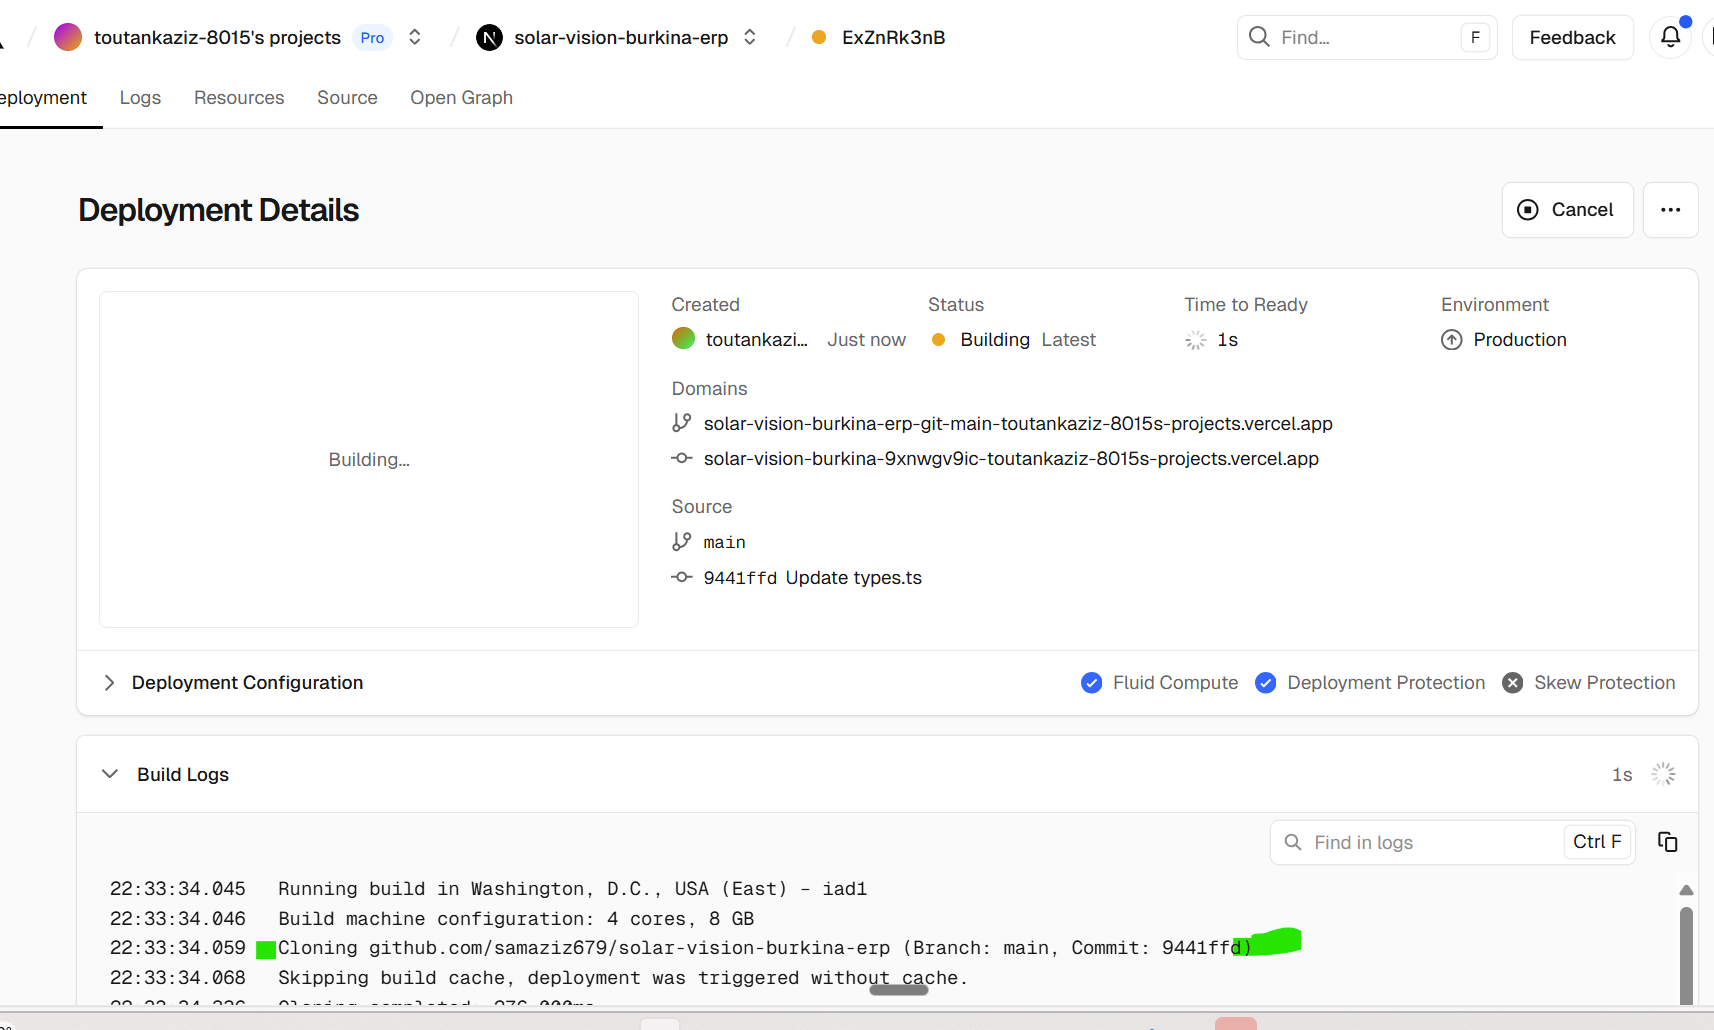 toutankaziz-8015's projects Pro
solar-vision-burkina-erp
ExZnRk3nB
Find...
F
Feedback
eployment
Logs
Resources
Source
Open Graph
Deployment Details
Cancel
Building...
Created
Status
Time to Ready
Environment
toutankazi... Just now
Building Latest
1s
Production
Domains
solar-vision-burkina-erp-git-main-toutankaziz-8015s-projects.vercel.app
solar-vision-burkina-9xnwgv9ic-toutankaziz-8015s-projects.vercel.app
Source
main
9441ffd Update types.ts
Deployment Configuration
Fluid Compute
Deployment Protection
Skew Protection
Build Logs
1s
Find in logs
Ctrl F
22:33:34.045 Running build in Washington, D.C., USA (East) – iad1
22:33:34.046 Build machine configuration: 4 cores, 8 GB
22:33:34.059 Cloning github.com/samaziz679/solar-vision-burkina-erp (Branch: main, Commit: 9441ffd)
22:33:34.068 Skipping build cache, deployment was triggered without cache.